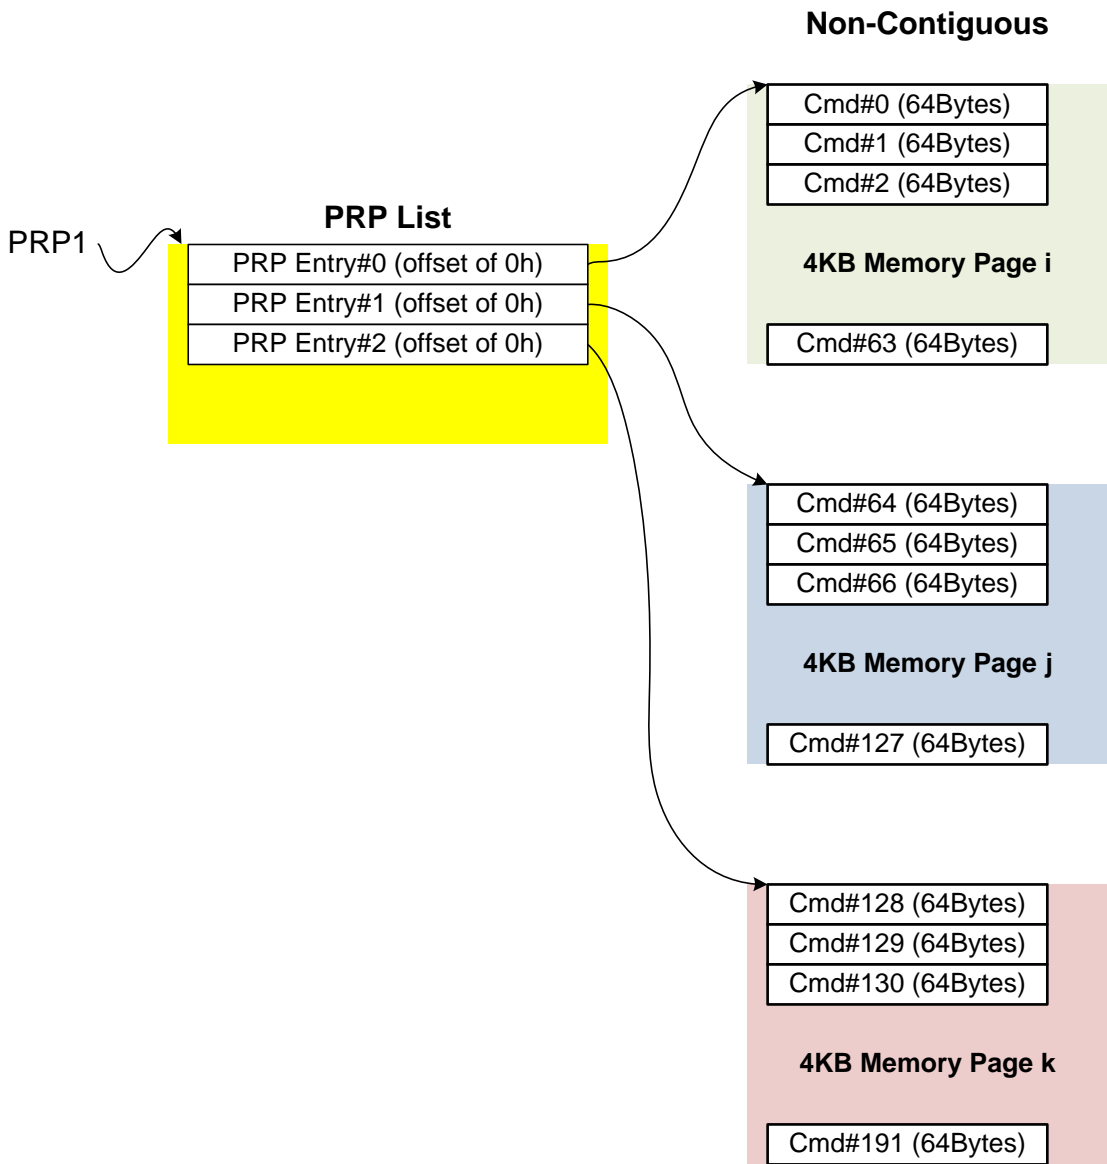 Non-Contiguous
Cmd#0 (64Bytes)
Cmd#1 (64Bytes)
Cmd#2 (64Bytes)
4KB Memory Page i
Cmd#63 (64Bytes)
PRP1
PRP List
PRP Entry#0 (offset of 0h)
PRP Entry#1 (offset of 0h)
PRP Entry#2 (offset of 0h)
Cmd#64 (64Bytes)
Cmd#65 (64Bytes)
Cmd#66 (64Bytes)
4KB Memory Page j
Cmd#127 (64Bytes)
Cmd#128 (64Bytes)
Cmd#129 (64Bytes)
Cmd#130 (64Bytes)
4KB Memory Page k
Cmd#191 (64Bytes)